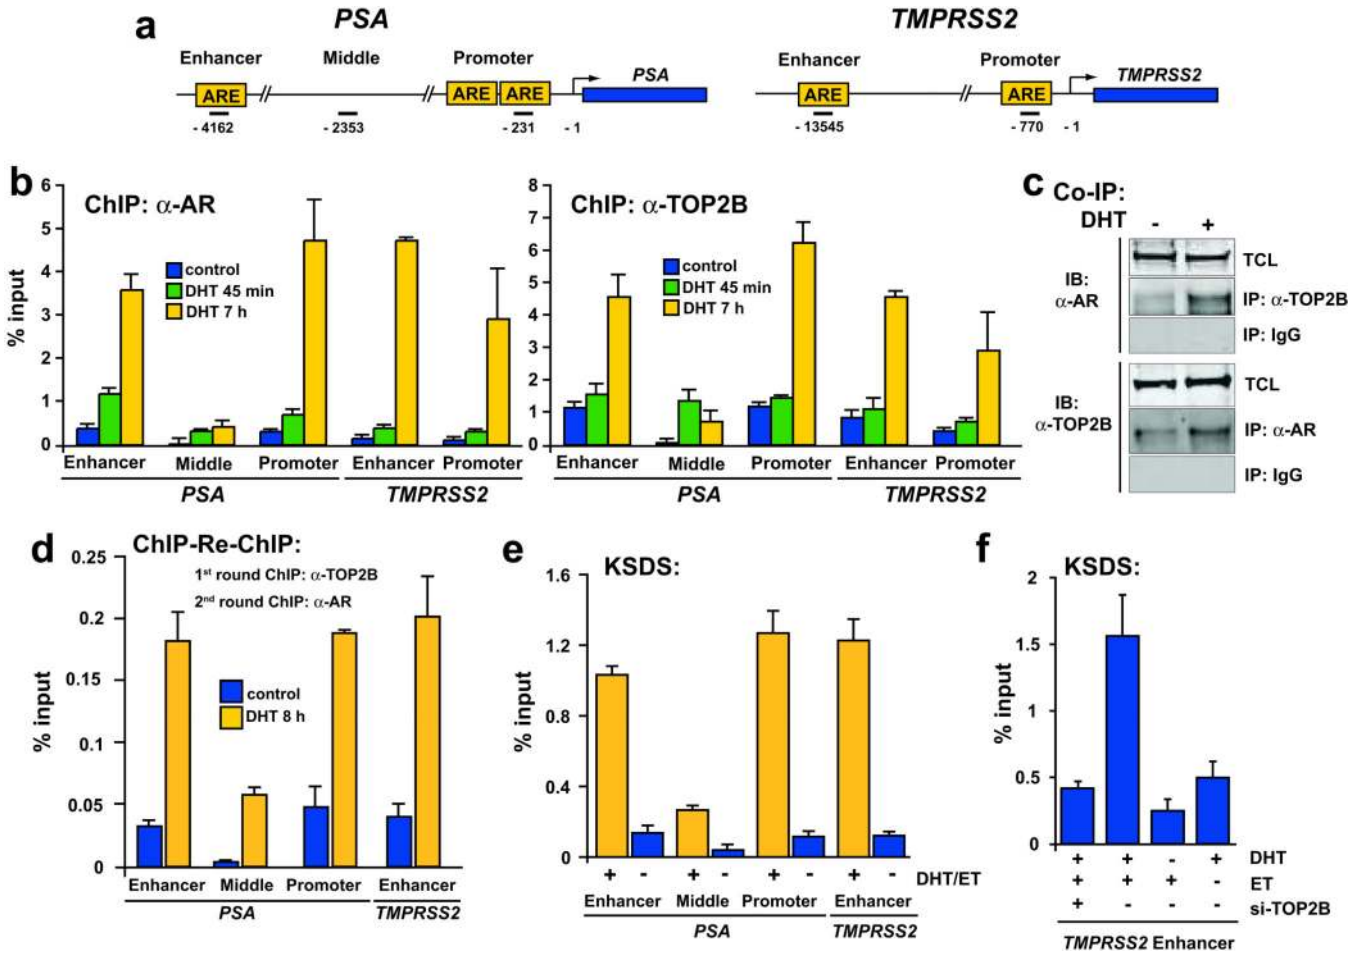 a
PSA
TMPRSS2
Enhancer Middle Promoter
Enhancer Promoter
ARE ARE ARE PSA
ARE ARE TMPRSS2
- 4162 - 2353 - 231 - 1
- 13545 - 770 - 1
b
ChIP: α-AR
% input
6
5
4
3
2
1
0
control
DHT 45 min
DHT 7 h
Enhancer Middle Promoter Enhancer Promoter
PSA TMPRSS2
ChIP: α-TOP2B
8
7
6
5
4
3
2
1
0
control
DHT 45 min
DHT 7 h
Enhancer Middle Promoter Enhancer Promoter
PSA TMPRSS2
c
Co-IP:
DHT - +
IB:
α-AR
TCL
IP: α-TOP2B
IP: IgG
IB:
α-TOP2B
TCL
IP: α-AR
IP: IgG
d
ChIP-Re-ChIP:
1st round ChIP: α-TOP2B
2nd round ChIP: α-AR
% input
0.25
0.2
0.15
0.1
0.05
0
control
DHT 8 h
Enhancer Middle Promoter Enhancer
PSA TMPRSS2
e
KSDS:
% input
1.6
1.2
0.8
0.4
0
+ - + - + - + - DHT/ET
Enhancer Middle Promoter Enhancer
PSA TMPRSS2
f
KSDS:
% input
2
1.5
1
0.5
0
+ + - + DHT
+ + + - ET
+ - - - si-TOP2B
TMPRSS2 Enhancer